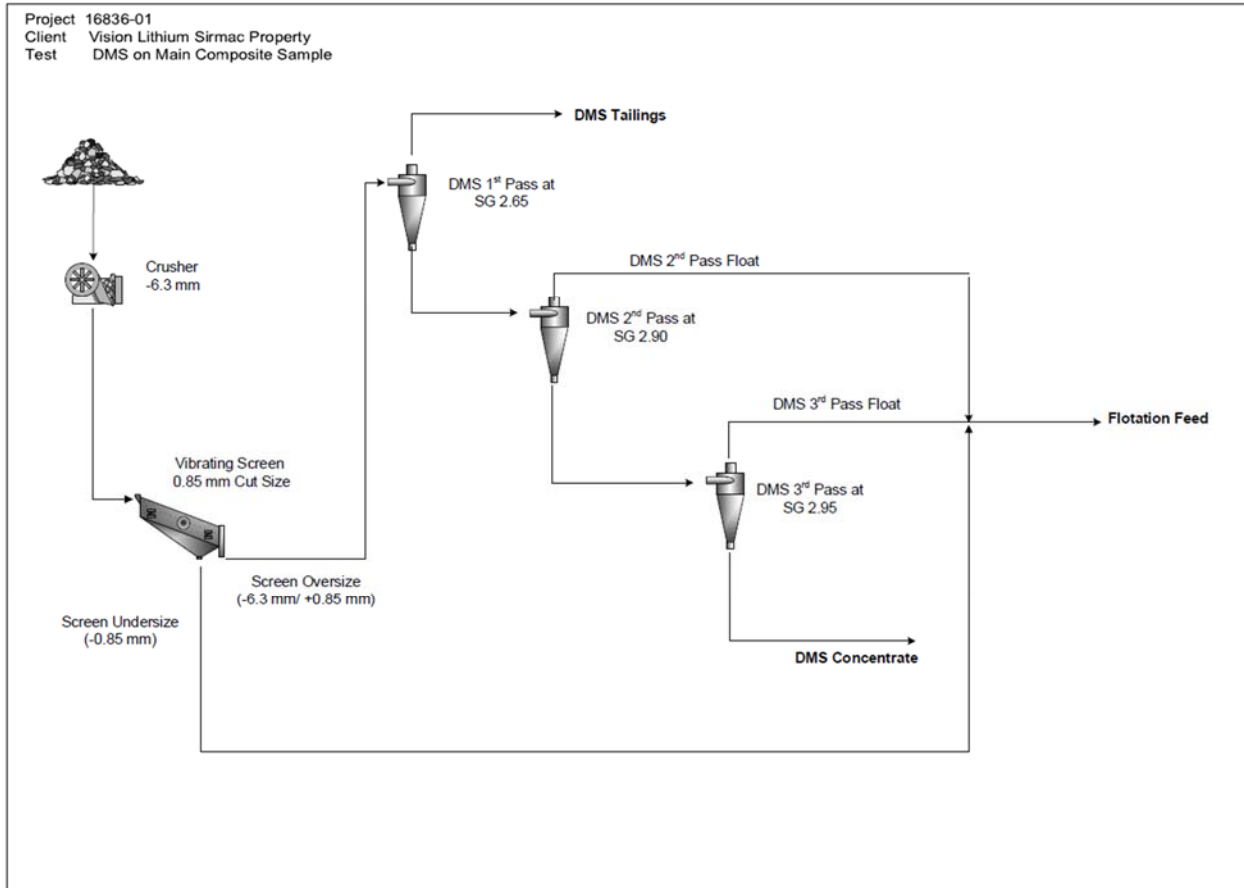 Project 16836-01
Client Vision Lithium Sirmac Property
Test DMS on Main Composite Sample
DMS Tailings
DMS 1st Pass at
SG 2.65
Crusher
-6.3 mm
DMS 2nd Pass Float
DMS 2nd Pass at
SG 2.90
DMS 3rd Pass Float
Flotation Feed
Vibrating Screen
0.85 mm Cut Size
DMS 3rd Pass at
SG 2.95
Screen Oversize
(-6.3 mm/ +0.85 mm)
Screen Undersize
(-0.85 mm)
DMS Concentrate